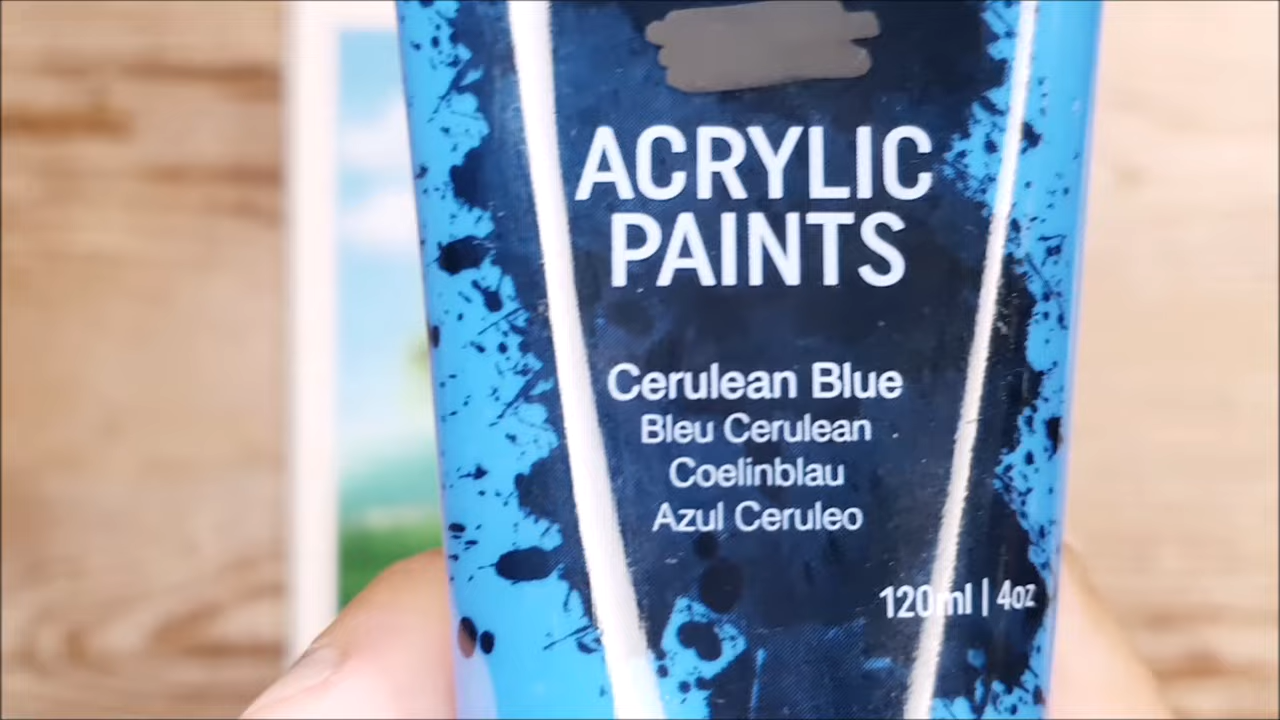 ACRYLIC
PAINTS
Cerulean Blue
Bleu Cerulean
Coelinblau
Azul Ceruleo
120ml | 4oz